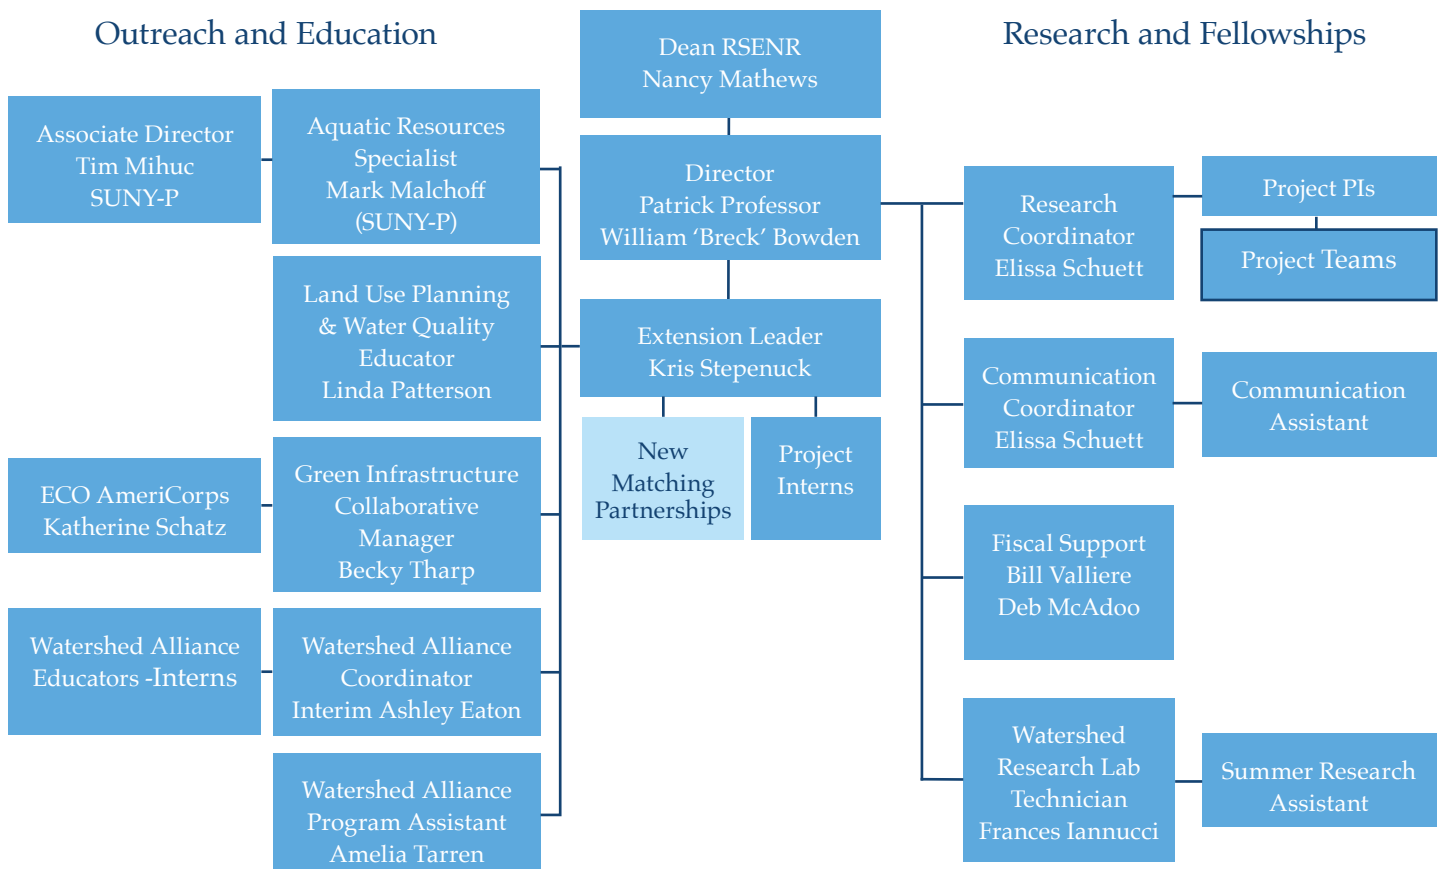 Outreach and Education
Research and Fellowships
Dean RSENR
Nancy Mathews
Director
Patrick Professor
William ‘Breck’ Bowden
Extension Leader
Kris Stepenuck
New
Matching
Partnerships
Project
Interns
Associate Director
Tim Mihuc
SUNY-P
Aquatic Resources
Specialist
Mark Malchoff
(SUNY-P)
Land Use Planning
& Water Quality
Educator
Linda Patterson
ECO AmeriCorps
Katherine Schatz
Green Infrastructure
Collaborative
Manager
Becky Tharp
Watershed Alliance
Educators -Interns
Watershed Alliance
Coordinator
Interim Ashley Eaton
Watershed Alliance
Program Assistant
Amelia Tarren
Research
Coordinator
Elissa Schuett
Project PIs
Project Teams
Communication
Coordinator
Elissa Schuett
Communication
Assistant
Fiscal Support
Bill Valliere
Deb McAdoo
Watershed
Research Lab
Technician
Frances Iannucci
Summer Research
Assistant